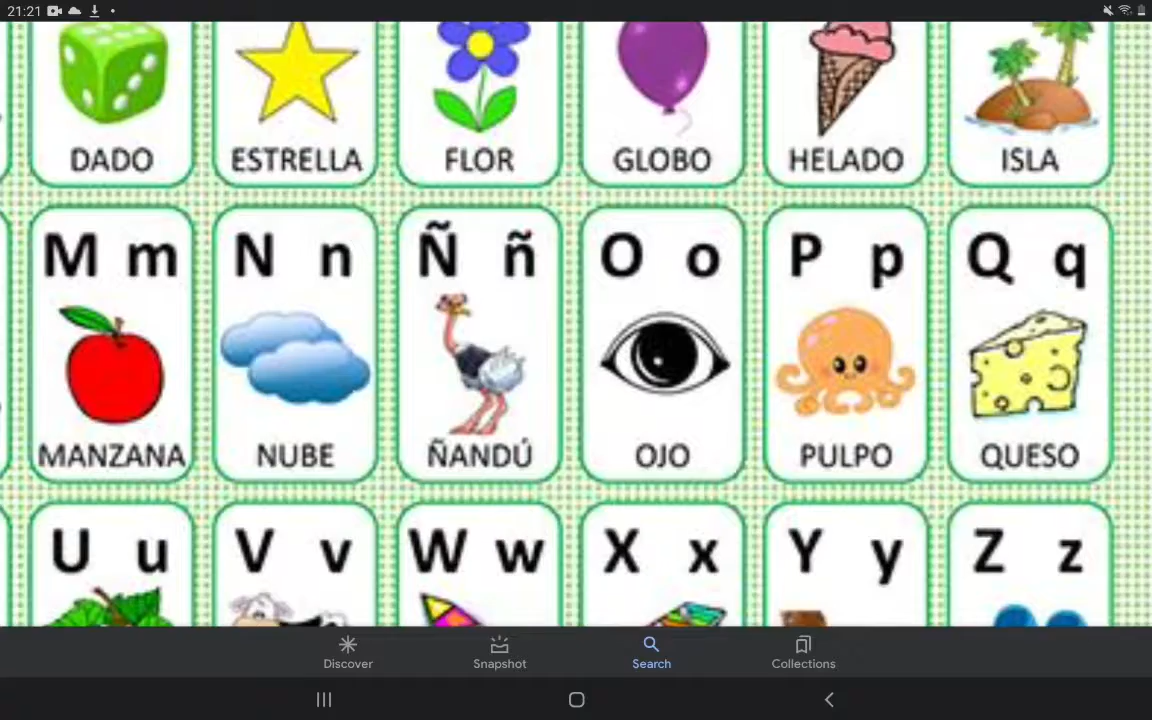 21:21
DADO ESTRELLA FLOR GLOBO HELADO ISLA
M m N n Ñ ñ O o P p Q q
MANZANA NUBE ÑANDÚ OJO PULPO QUESO
U u V v W w X x Y y Z z
Discover Snapshot Search Collections